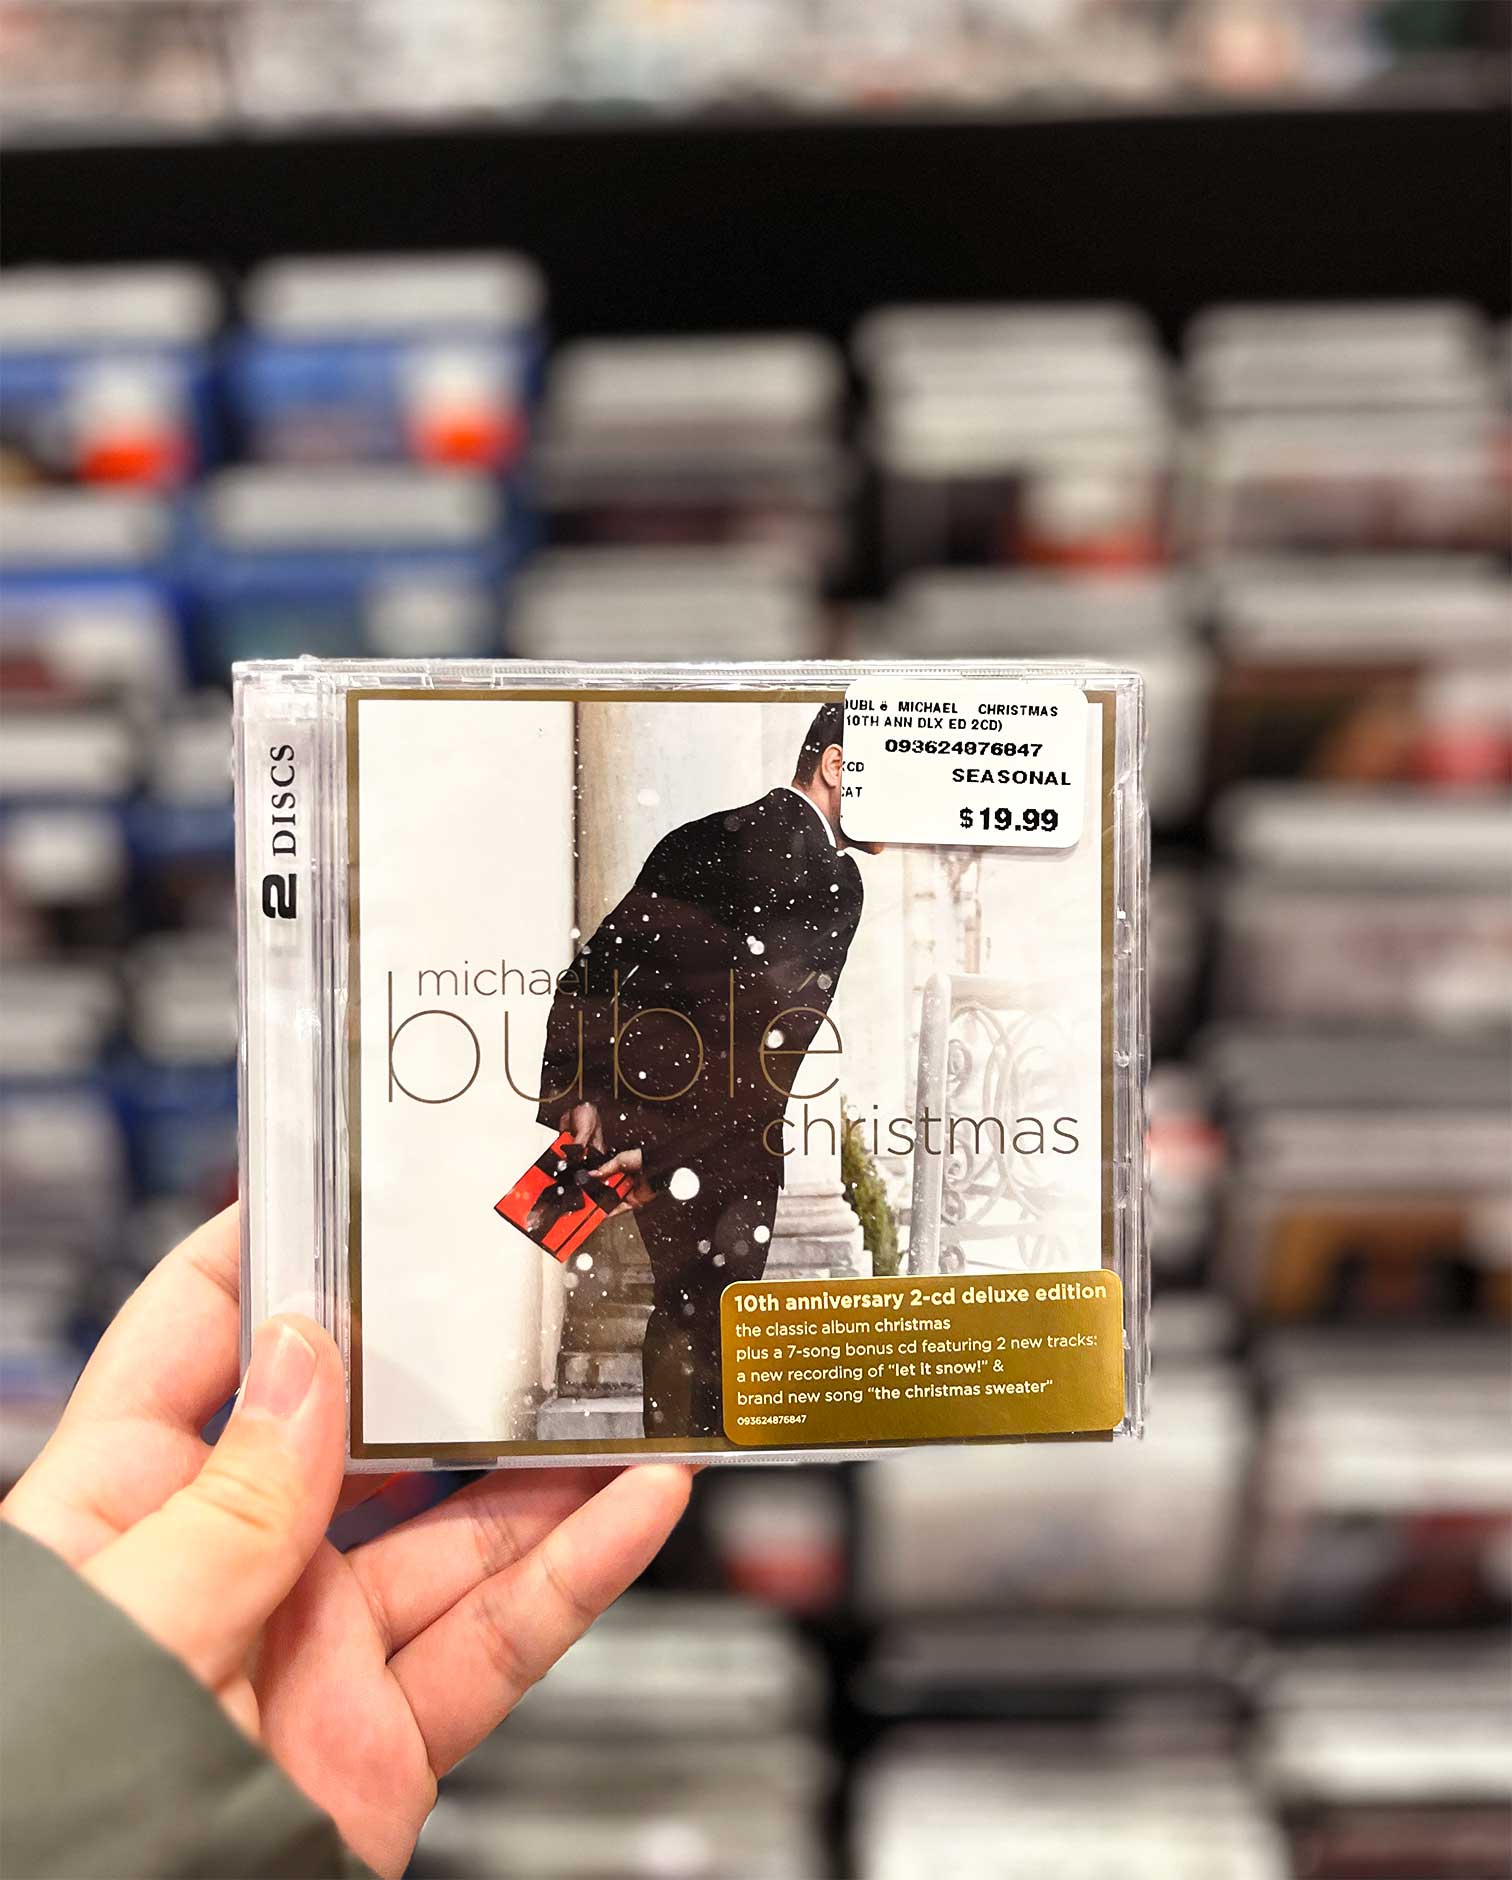 2 DISCS
MICHAEL CHRISTMAS
(10TH ANN DLX ED 2CD)
093624876847
SEASONAL
$19.99
michael
bublé
christmas
10th anniversary 2-cd deluxe edition
the classic album christmas
plus a 7-song bonus cd featuring 2 new tracks:
a new recording of “let it snow!” &
brand new song “the christmas sweater”
093624876847